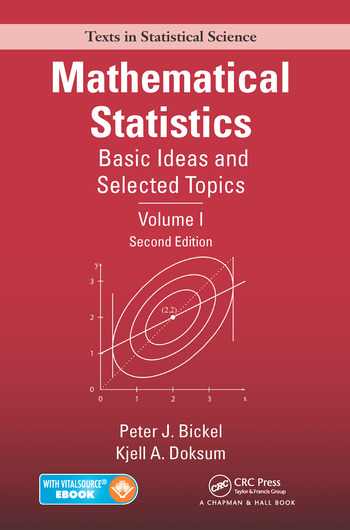 Texts in Statistical Science
Mathematical
Statistics
Basic Ideas and
Selected Topics
Volume I
Second Edition
y
3
(2,2)
2
1
0
0 1 2 3 x
Peter J. Bickel
Kjell A. Doksum
WITH VITALSOURCE®
EBOOK
CRC CRC Press
Taylor & Francis Group
A CHAPMAN & HALL BOOK